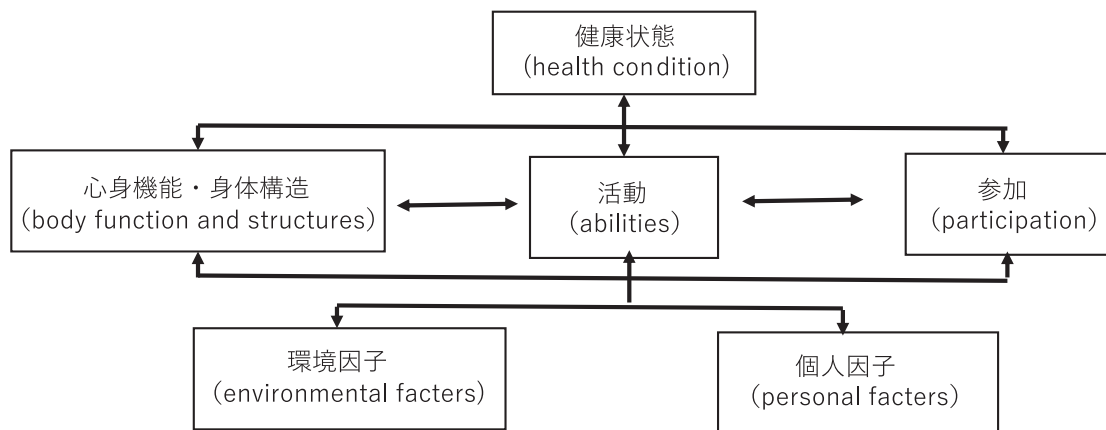 健康状態
（health condition）
心身機能・身体構造
（body function and structures）
活動
（abilities）
参加
（participation）
環境因子
（environmental facters）
個人因子
（personal facters）